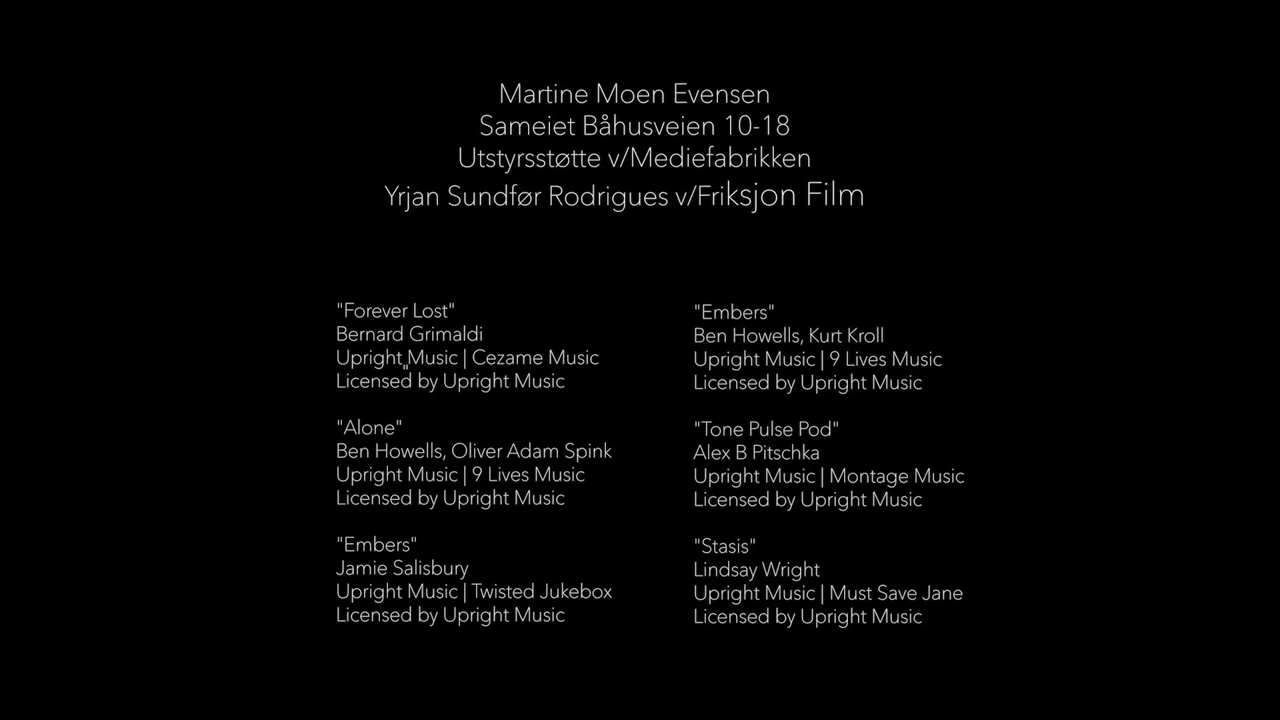 Martine Moen Evensen
Sameiet Båhusveien 10-18
Utstyrsstøtte v/Mediefabrikken
Yrjan Sundfør Rodrigues v/Friksjon Film
"Forever Lost"
Bernard Grimaldi
Upright Music | Cezame Music
Licensed by Upright Music
"
"Alone"
Ben Howells, Oliver Adam Spink
Upright Music | 9 Lives Music
Licensed by Upright Music
"Embers"
Jamie Salisbury
Upright Music | Twisted Jukebox
Licensed by Upright Music
"Embers"
Ben Howells, Kurt Kroll
Upright Music | 9 Lives Music
Licensed by Upright Music
"Tone Pulse Pod"
Alex B Pitschka
Upright Music | Montage Music
Licensed by Upright Music
"Stasis"
Lindsay Wright
Upright Music | Must Save Jane
Licensed by Upright Music